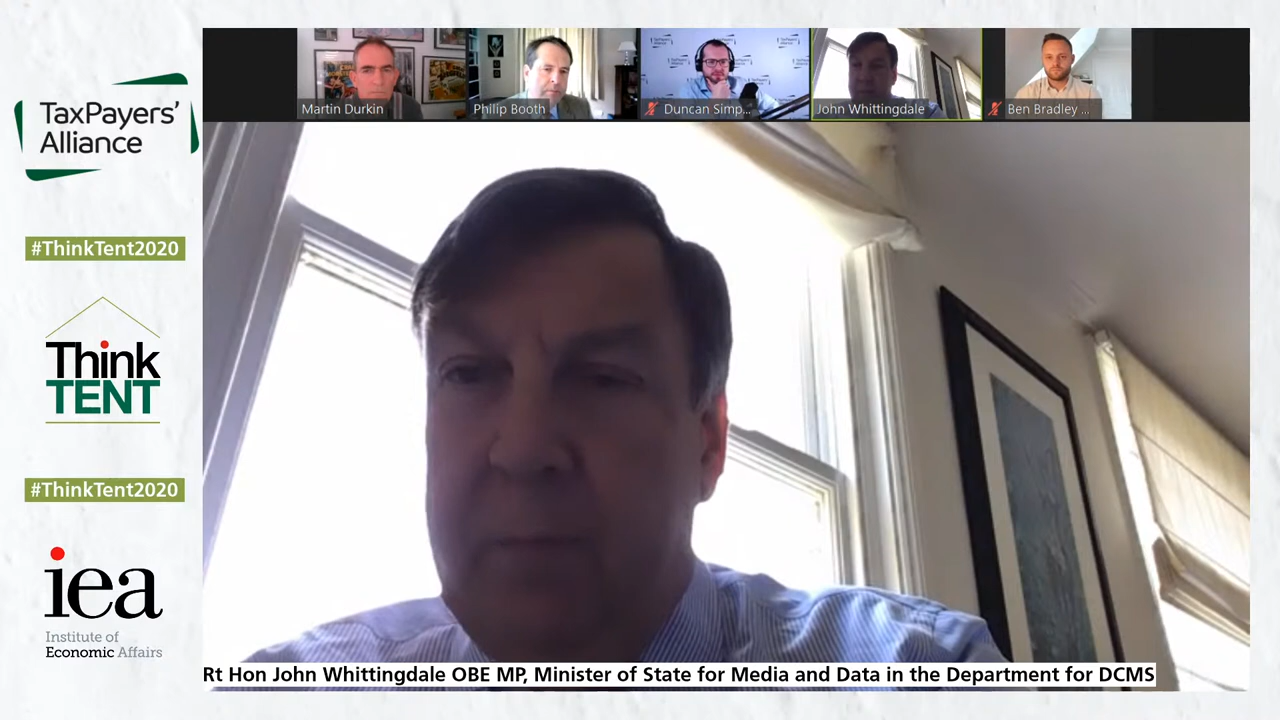 TaxPayers'
Alliance
#ThinkTent2020
Think
TENT
#ThinkTent2020
iea
Institute of
Economic Affairs
Martin Durkin
Philip Booth
Duncan Simp...
John Whittingdale
Ben Bradley ...
Rt Hon John Whittingdale OBE MP, Minister of State for Media and Data in the Department for DCMS